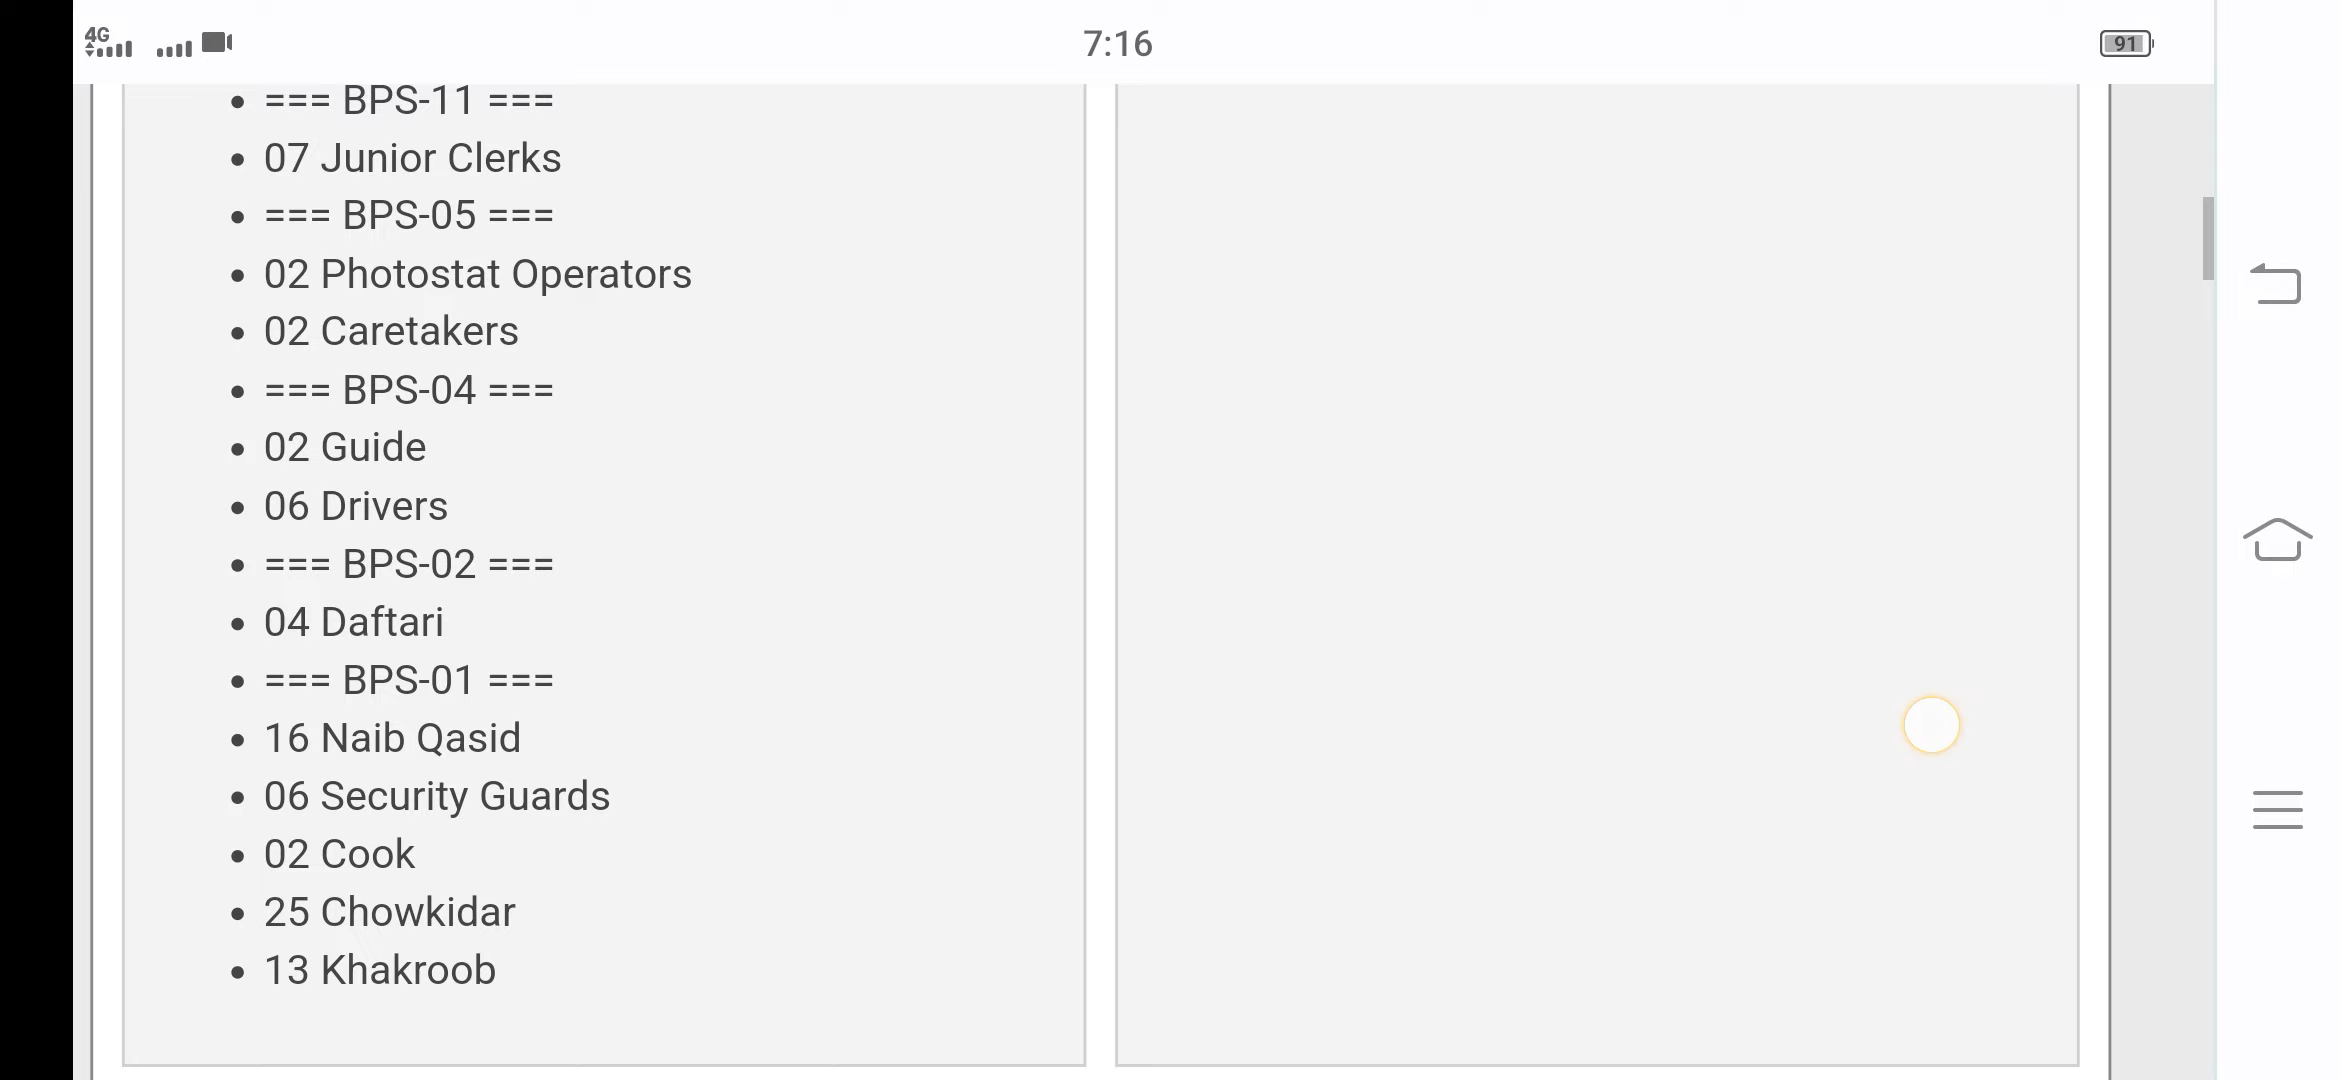 4G
7:16
91
=== BPS-11 ===
07 Junior Clerks
=== BPS-05 ===
02 Photostat Operators
02 Caretakers
=== BPS-04 ===
02 Guide
06 Drivers
=== BPS-02 ===
04 Daftari
=== BPS-01 ===
16 Naib Qasid
06 Security Guards
02 Cook
25 Chowkidar
13 Khakroob